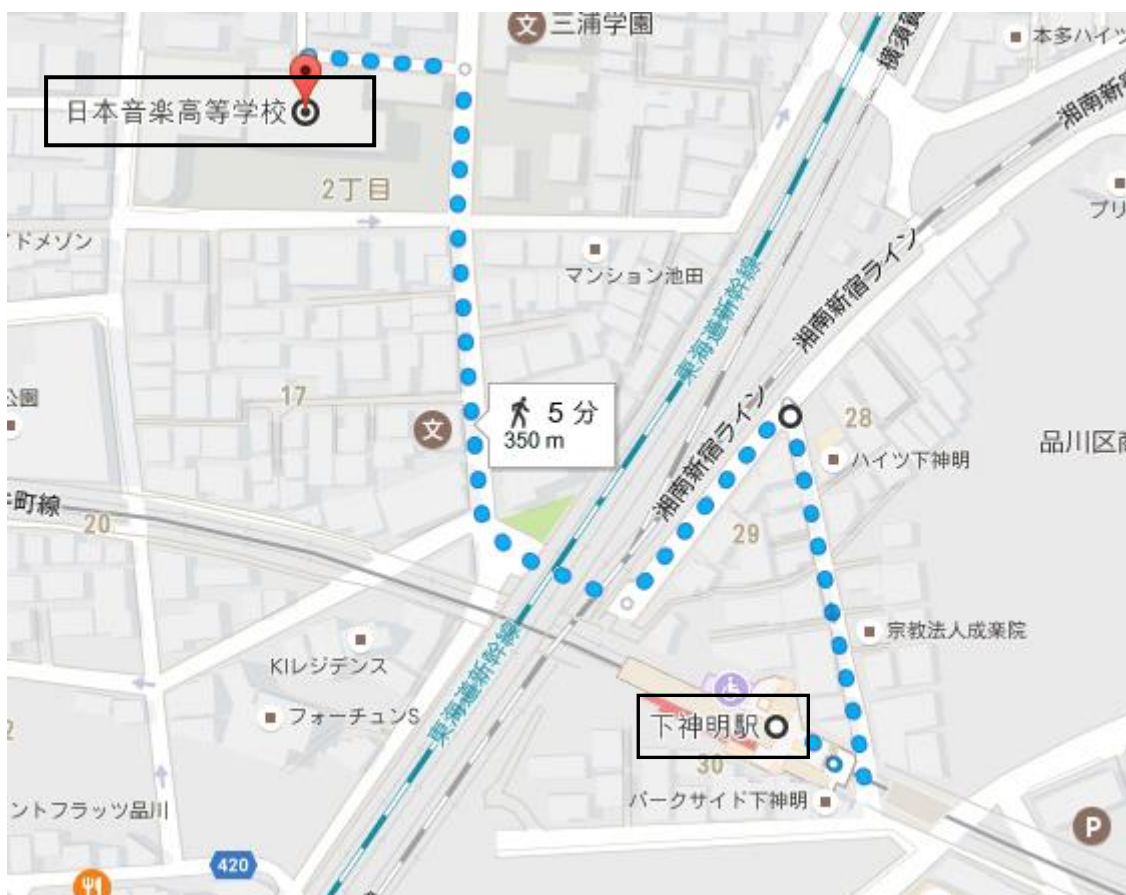 三浦学園
本多ハイツ
横須賀
日本音楽高等学校
湘南新宿
2丁目
プリ
イドメゾン
マンション池田
東海道新幹線
湘南新宿ライン
17
公園
文
5 分
350 m
文
湘南新宿ライン
28
ハイツ下神明
品川区
井町線
20
29
宗教法人成楽院
KIレジデンス
東海道新幹線
フォーチュンS
下神明駅
2
30
ントフラッツ品川
パークサイド下神明
P
420